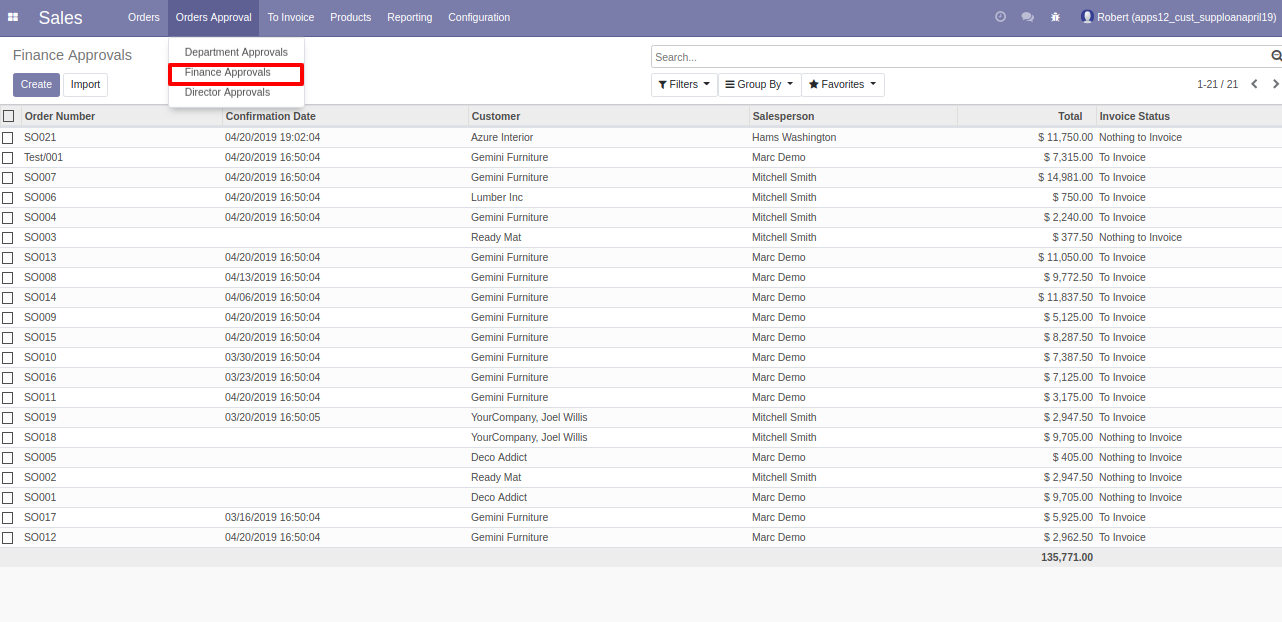 Sales Orders Orders Approval To Invoice Products Reporting Configuration Robert (apps12_cust_supploanapril19)
Finance Approvals
Department Approvals
Finance Approvals
Director Approvals
Search...
Create Import
Filters Group By Favorites 1-21 / 21
Order Number Confirmation Date Customer Salesperson Total Invoice Status
SO021 04/20/2019 19:02:04 Azure Interior Hams Washington $ 11,750.00 Nothing to Invoice
Test/001 04/20/2019 16:50:04 Gemini Furniture Marc Demo $ 7,315.00 To Invoice
SO007 04/20/2019 16:50:04 Gemini Furniture Mitchell Smith $ 14,981.00 To Invoice
SO006 04/20/2019 16:50:04 Lumber Inc Mitchell Smith $ 750.00 To Invoice
SO004 04/20/2019 16:50:04 Gemini Furniture Mitchell Smith $ 2,240.00 To Invoice
SO003 Ready Mat Mitchell Smith $ 377.50 Nothing to Invoice
SO013 04/20/2019 16:50:04 Gemini Furniture Marc Demo $ 11,050.00 To Invoice
SO008 04/13/2019 16:50:04 Gemini Furniture Marc Demo $ 9,772.50 To Invoice
SO014 04/06/2019 16:50:04 Gemini Furniture Marc Demo $ 11,837.50 To Invoice
SO009 04/20/2019 16:50:04 Gemini Furniture Marc Demo $ 5,125.00 To Invoice
SO015 04/20/2019 16:50:04 Gemini Furniture Marc Demo $ 8,287.50 To Invoice
SO010 03/30/2019 16:50:04 Gemini Furniture Marc Demo $ 7,387.50 To Invoice
SO016 03/23/2019 16:50:04 Gemini Furniture Marc Demo $ 7,125.00 To Invoice
SO011 04/20/2019 16:50:04 Gemini Furniture Marc Demo $ 3,175.00 To Invoice
SO019 03/20/2019 16:50:05 YourCompany, Joel Willis Mitchell Smith $ 2,947.50 To Invoice
SO018 YourCompany, Joel Willis Mitchell Smith $ 9,705.00 Nothing to Invoice
SO005 Deco Addict Marc Demo $ 405.00 Nothing to Invoice
SO002 Ready Mat Mitchell Smith $ 2,947.50 Nothing to Invoice
SO001 Deco Addict Marc Demo $ 9,705.00 Nothing to Invoice
SO017 03/16/2019 16:50:04 Gemini Furniture Marc Demo $ 5,925.00 To Invoice
SO012 04/20/2019 16:50:04 Gemini Furniture Marc Demo $ 2,962.50 To Invoice
135,771.00